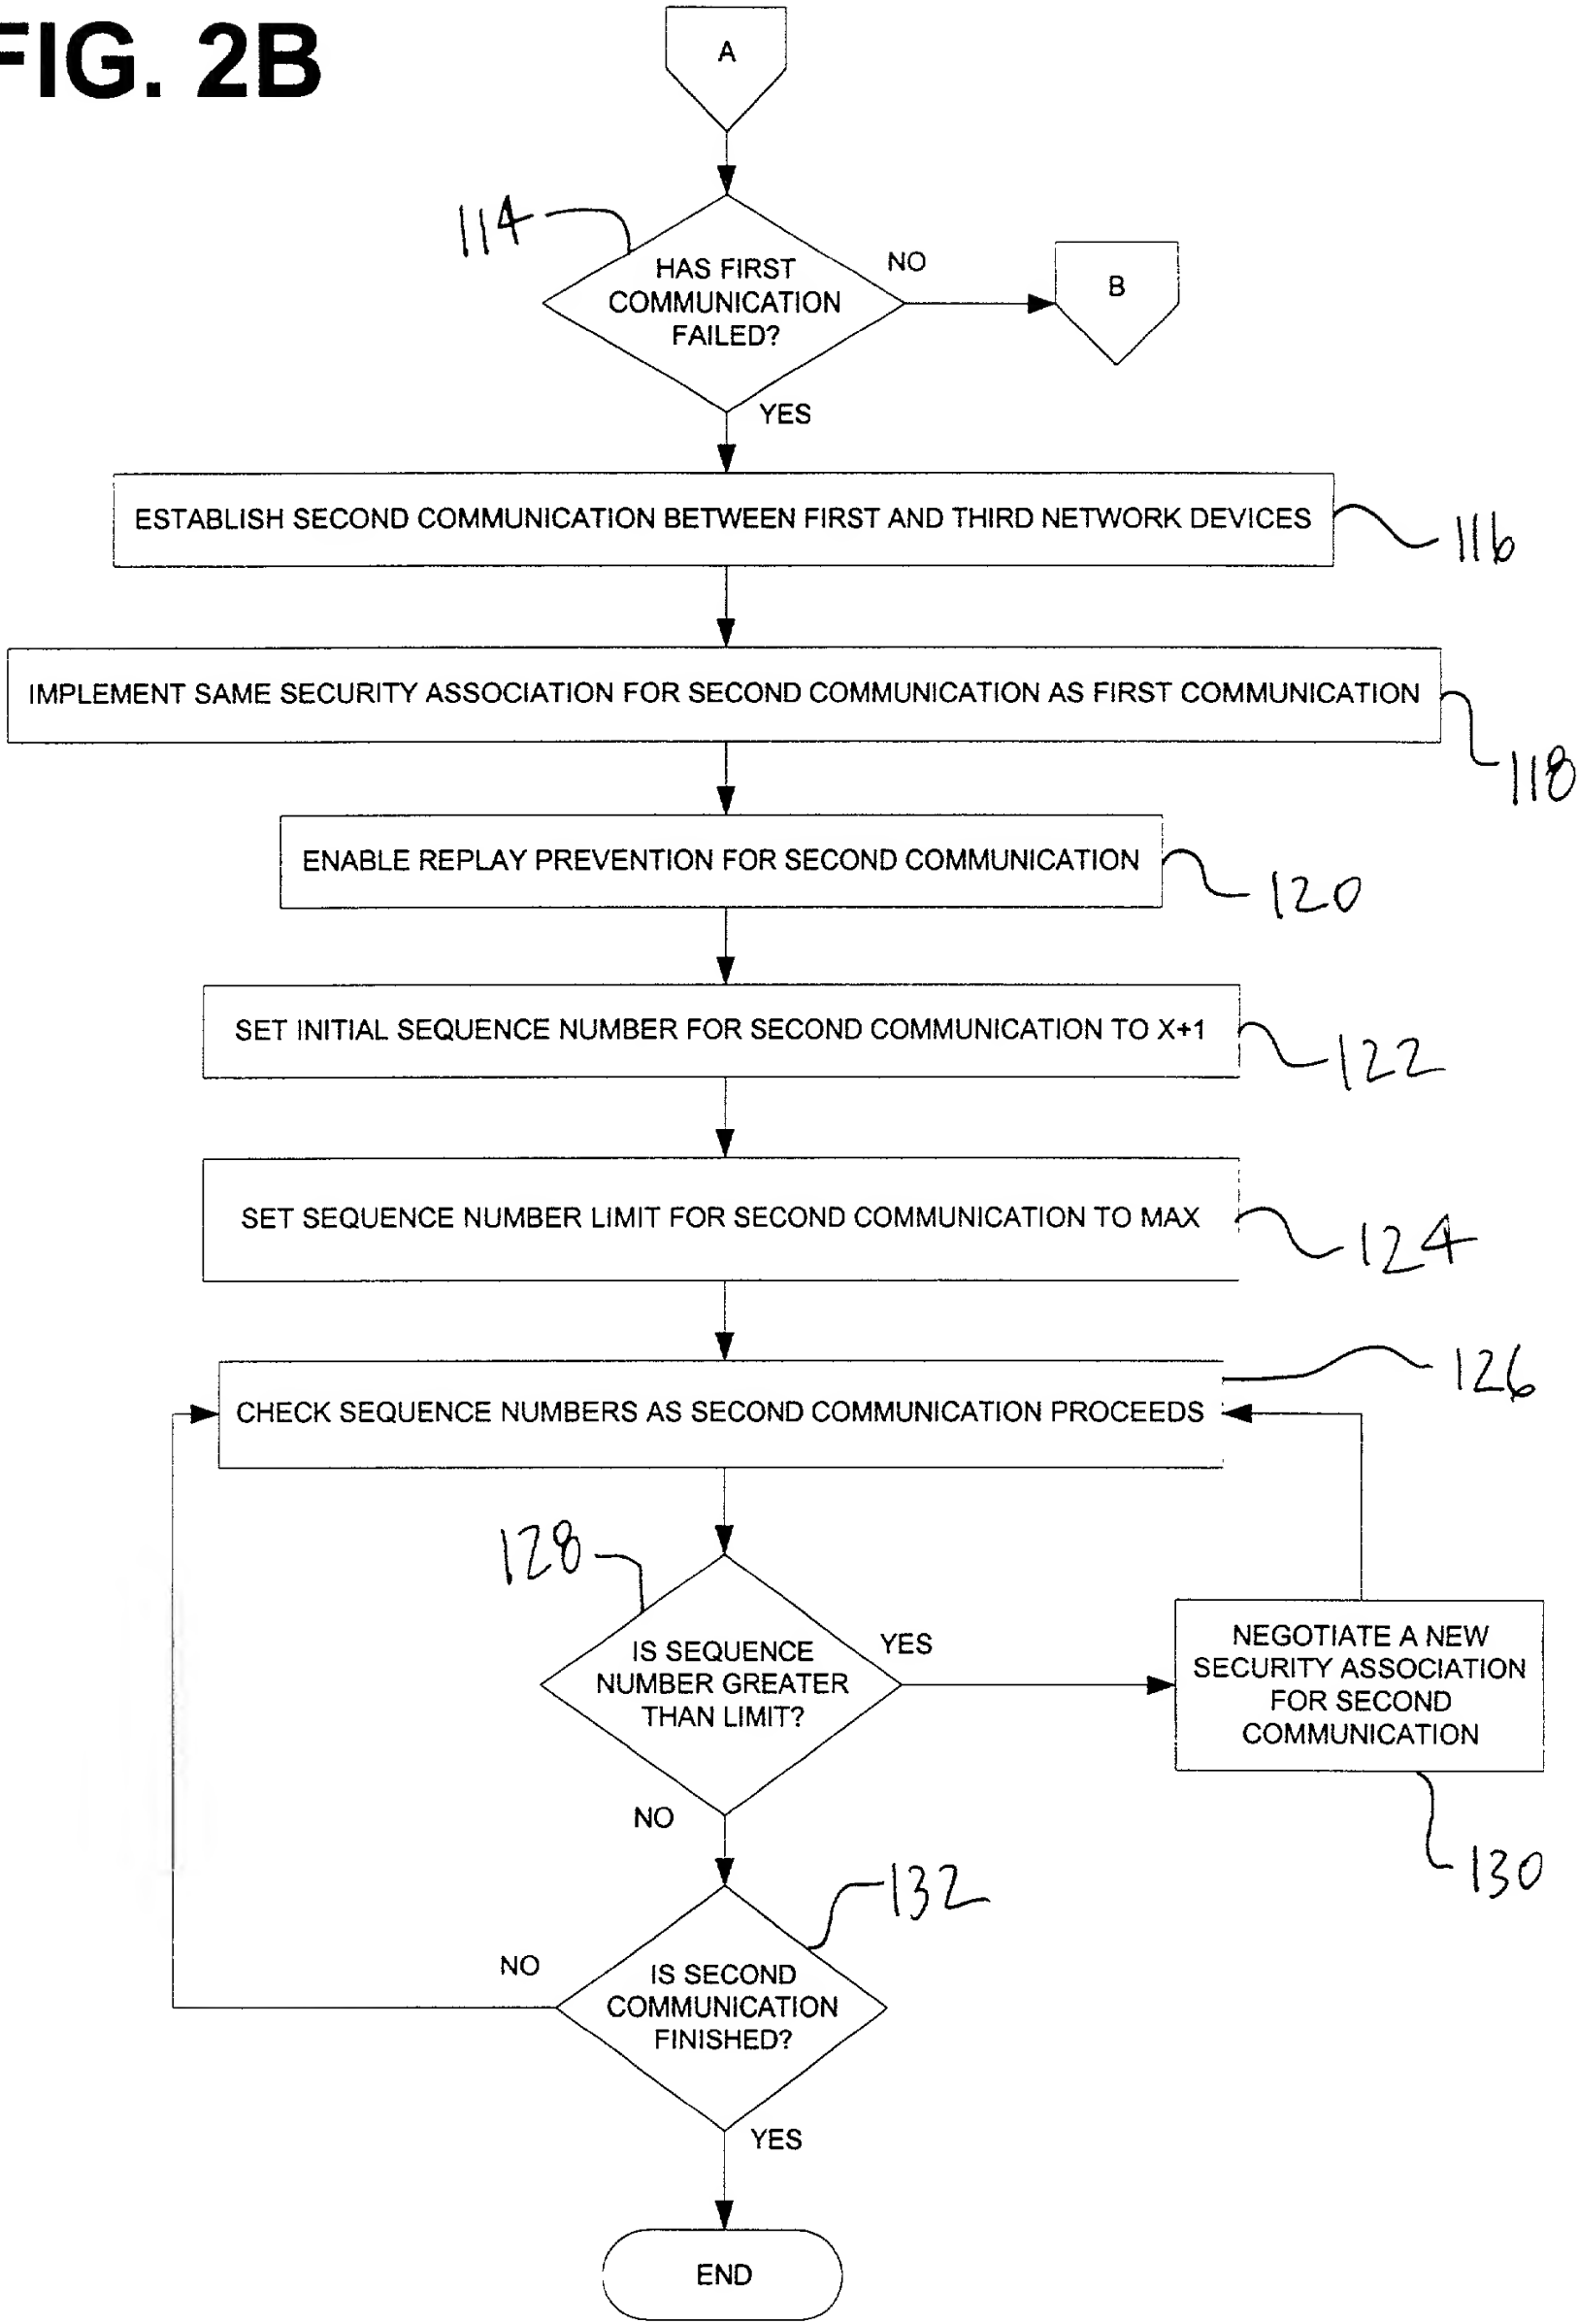 FIG. 2B
A
114
HAS FIRST
COMMUNICATION
FAILED?
NO
B
YES
ESTABLISH SECOND COMMUNICATION BETWEEN FIRST AND THIRD NETWORK DEVICES
116
IMPLEMENT SAME SECURITY ASSOCIATION FOR SECOND COMMUNICATION AS FIRST COMMUNICATION
118
ENABLE REPLAY PREVENTION FOR SECOND COMMUNICATION
120
SET INITIAL SEQUENCE NUMBER FOR SECOND COMMUNICATION TO X+1
122
SET SEQUENCE NUMBER LIMIT FOR SECOND COMMUNICATION TO MAX
124
CHECK SEQUENCE NUMBERS AS SECOND COMMUNICATION PROCEEDS
126
128
IS SEQUENCE
NUMBER GREATER
THAN LIMIT?
YES
NEGOTIATE A NEW
SECURITY ASSOCIATION
FOR SECOND
COMMUNICATION
130
NO
132
IS SECOND
COMMUNICATION
FINISHED?
NO
YES
END